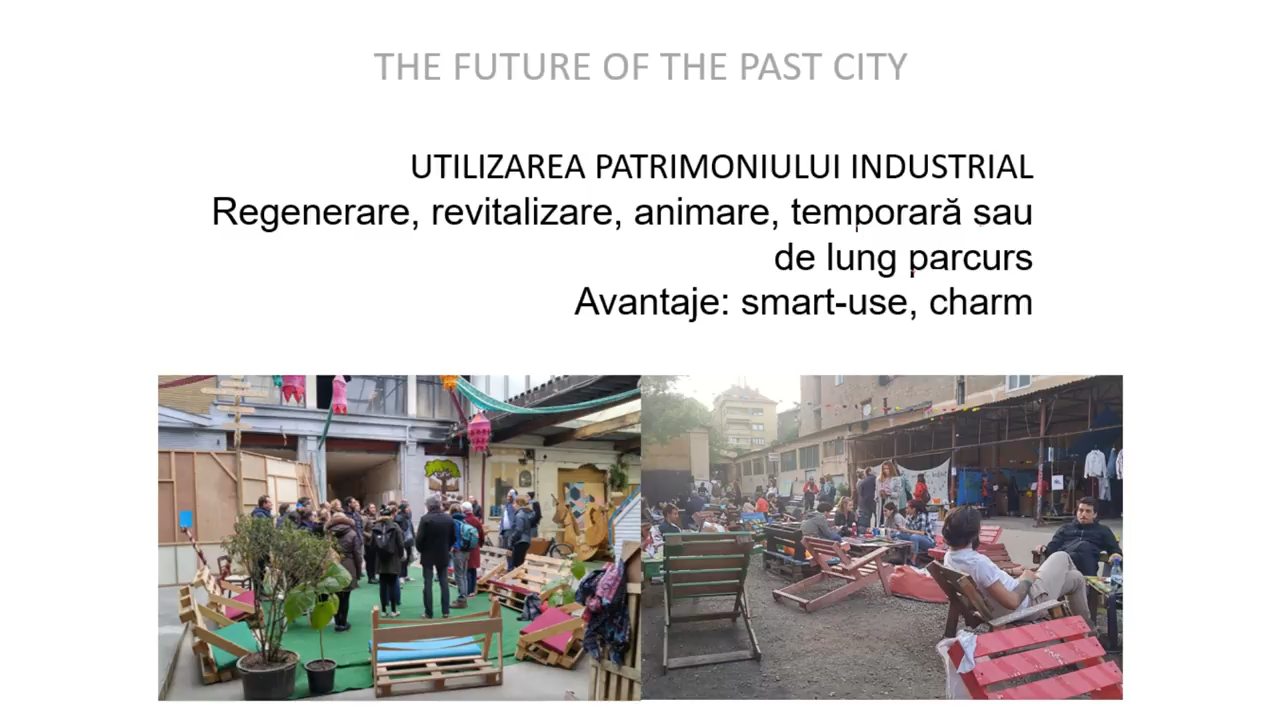 THE FUTURE OF THE PAST CITY
UTILIZAREA PATRIMONIULUI INDUSTRIAL
Regenerare, revitalizare, animare, temporară sau
de lung parcurs
Avantaje: smart-use, charm